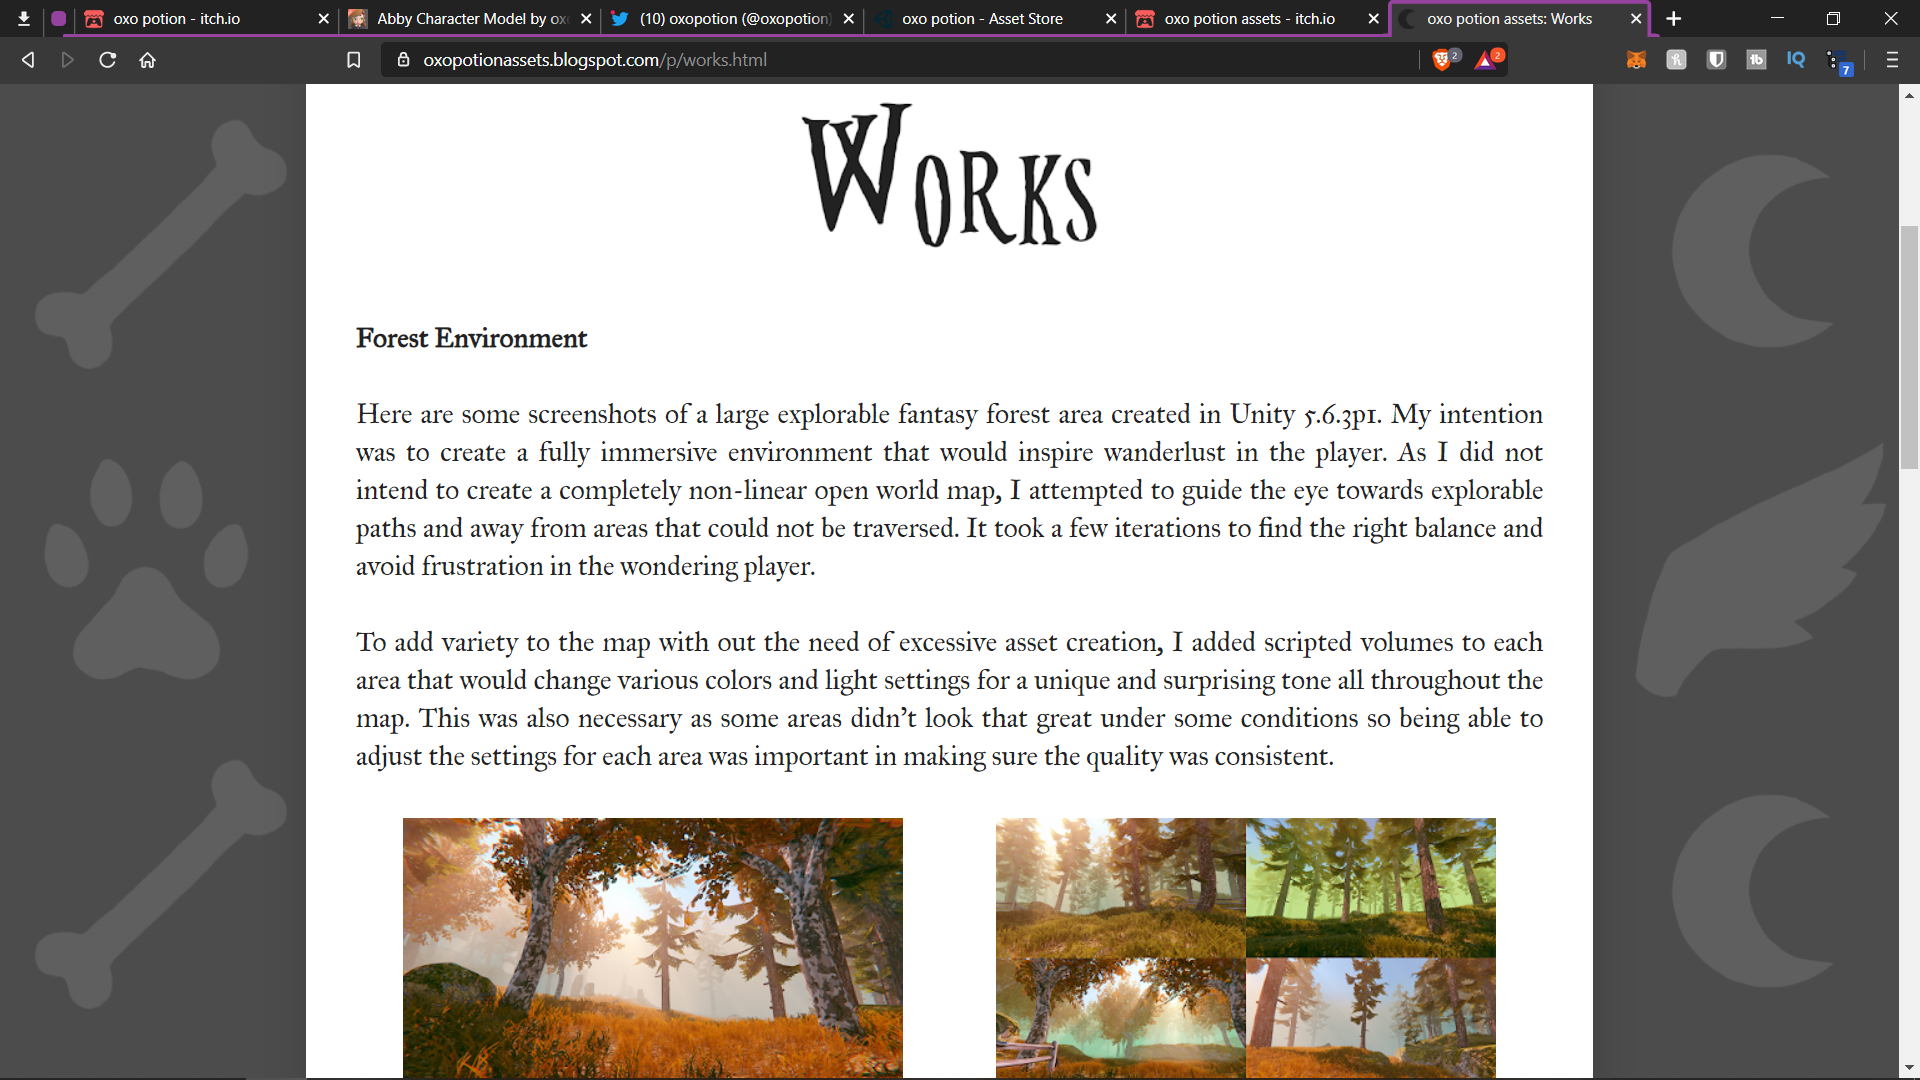 oxo potion - itch.io
Abby Character Model by ox
(10) oxopotion (@oxopotion)
oxo potion - Asset Store
oxo potion assets - itch.io
oxo potion assets: Works
oxopotionassets.blogspot.com/p/works.html
2
2
IQ
7
Works
Forest Environment
Here are some screenshots of a large explorable fantasy forest area created in Unity 5.6.3p1. My intention
was to create a fully immersive environment that would inspire wanderlust in the player. As I did not
intend to create a completely non-linear open world map, I attempted to guide the eye towards explorable
paths and away from areas that could not be traversed. It took a few iterations to find the right balance and
avoid frustration in the wondering player.
To add variety to the map with out the need of excessive asset creation, I added scripted volumes to each
area that would change various colors and light settings for a unique and surprising tone all throughout the
map. This was also necessary as some areas didn't look that great under some conditions so being able to
adjust the settings for each area was important in making sure the quality was consistent.